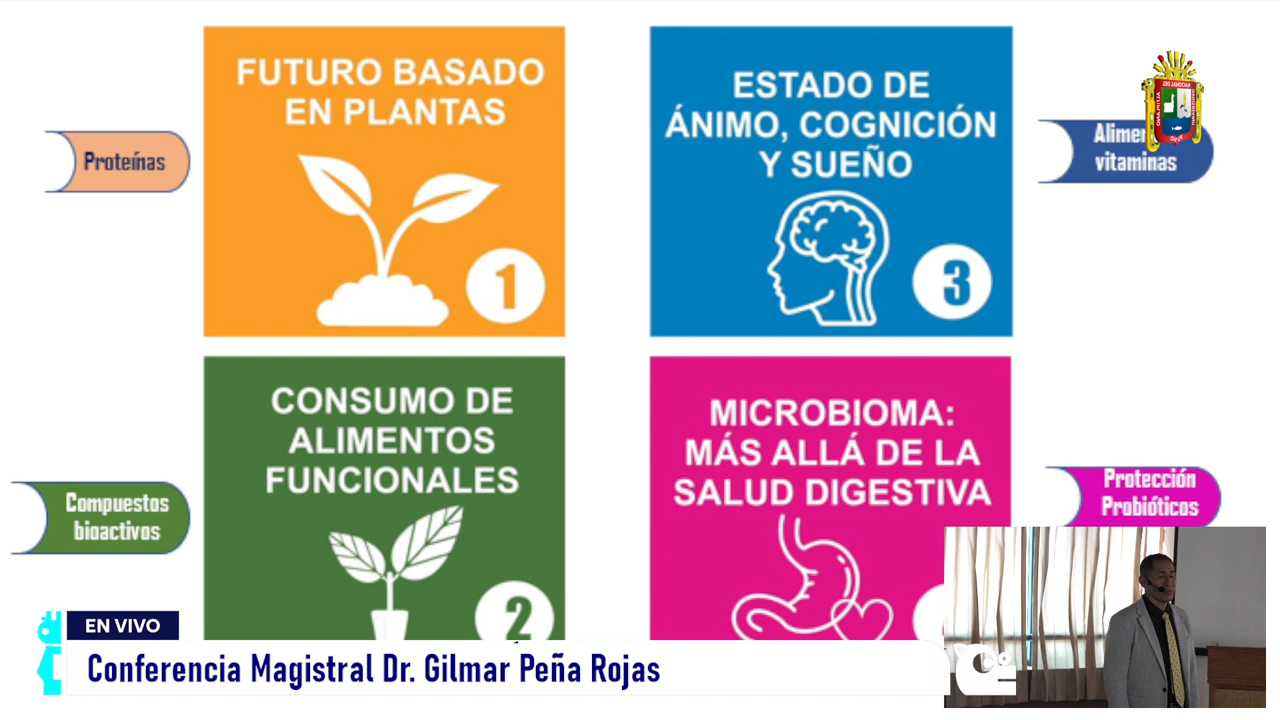 FUTURO BASADO
EN PLANTAS
1
Proteínas
ESTADO DE
ÁNIMO, COGNICIÓN
Y SUEÑO
3
vitaminas
CONSUMO DE
ALIMENTOS
FUNCIONALES
2
Compuestos
bioactivos
MICROBIOMA:
MÁS ALLÁ DE LA
SALUD DIGESTIVA
Protección
Probióticos
EN VIVO
Conferencia Magistral Dr. Gilmar Peña Rojas